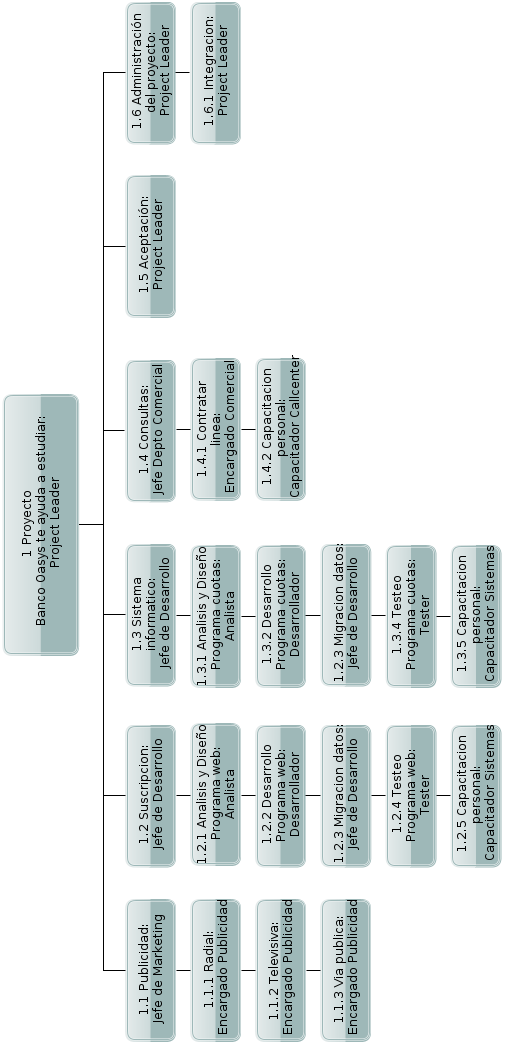 1 Proyecto
Banco Oasys te ayuda a estudiar:
Project Leader
1.1 Publicidad:
Jefe de Marketing
1.1.1 Radial:
Encargado Publicidad
1.1.2 Televisiva:
Encargado Publicidad
1.1.3 Via publica:
Encargado Publicidad
1.2 Suscripcion:
Jefe de Desarrollo
1.2.1 Analisis y Diseño
Programa web:
Analista
1.2.2 Desarrollo
Programa web:
Desarrollador
1.2.3 Migracion datos:
Jefe de Desarrollo
1.2.4 Testeo
Programa web:
Tester
1.2.5 Capacitacion
personal:
Capacitador Sistemas
1.3 Sistema
informatico:
Jefe de Desarrollo
1.3.1 Analisis y Diseño
Programa cuotas:
Analista
1.3.2 Desarrollo
Programa cuotas:
Desarrollador
1.2.3 Migracion datos:
Jefe de Desarrollo
1.3.4 Testeo
Programa cuotas:
Tester
1.3.5 Capacitacion
personal:
Capacitador Sistemas
1.4 Consultas:
Jefe Depto Comercial
1.4.1 Contratar
linea:
Encargado Comercial
1.4.2 Capacitacion
personal:
Capacitador Callcenter
1.5 Aceptación:
Project Leader
1.6 Administración
del proyecto:
Project Leader
1.6.1 Integracion:
Project Leader